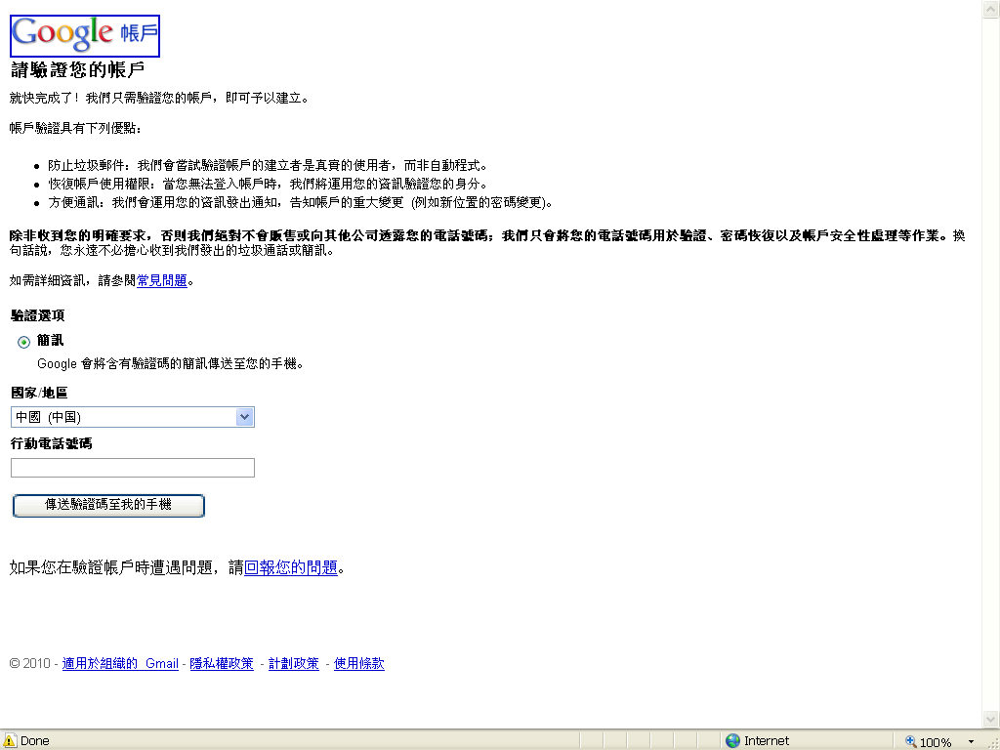 Google 帳戶
請驗證您的帳戶
就快完成了！我們只需驗證您的帳戶，即可予以建立。
帳戶驗證具有下列優點：
• 防止垃圾郵件：我們會嘗試驗證帳戶的建立者是真實的使用者，而非自動程式。
• 恢復帳戶使用權限：當您無法登入帳戶時，我們將運用您的資訊驗證您的身分。
• 方便通訊：我們會運用您的資訊發出通知，告知帳戶的重大變更 (例如新位置的密碼變更)。
除非收到您的明確要求，否則我們絕對不會販售或向其他公司透露您的電話號碼；我們只會將您的電話號碼用於驗證、密碼恢復以及帳戶安全性處理等作業。換
句話說，您永遠不必擔心收到我們發出的垃圾通話或簡訊。
如需詳細資訊，請參閱常見問題。
驗證選項
簡訊
Google 會將含有驗證碼的簡訊傳送至您的手機。
國家/地區
中國 (中国)
行動電話號碼
傳送驗證碼至我的手機
如果您在驗證帳戶時遭遇問題，請回報您的問題。
© 2010 - 適用於組織的 Gmail - 隱私權政策 - 計劃政策 - 使用條款
Done Internet 100%